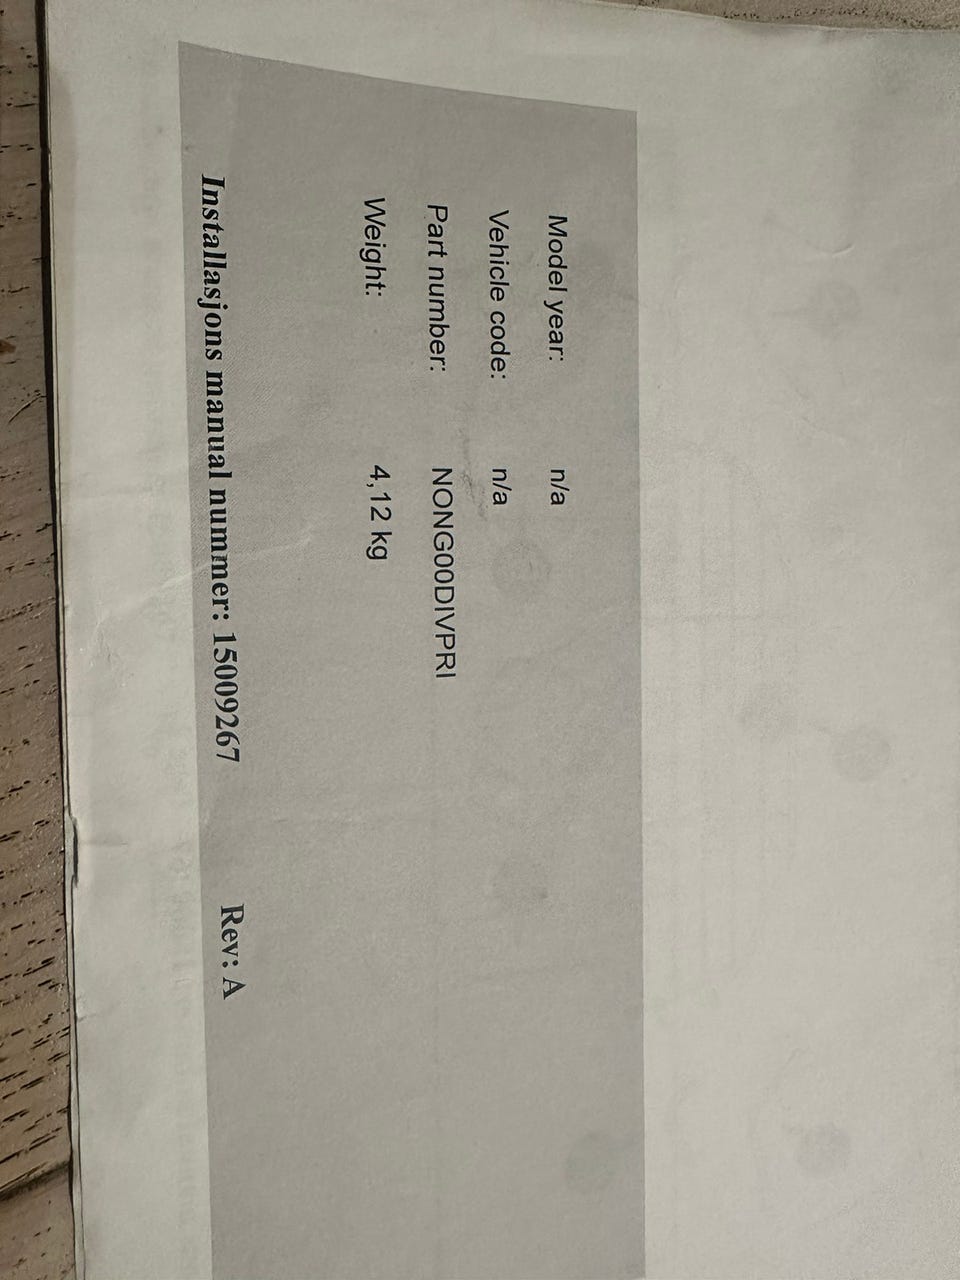 Model year: n/a
Vehicle code: n/a
Part number: NONG00DIVPRI
Weight: 4,12 kg
Installasjons manual nummer: 15009267 Rev: A